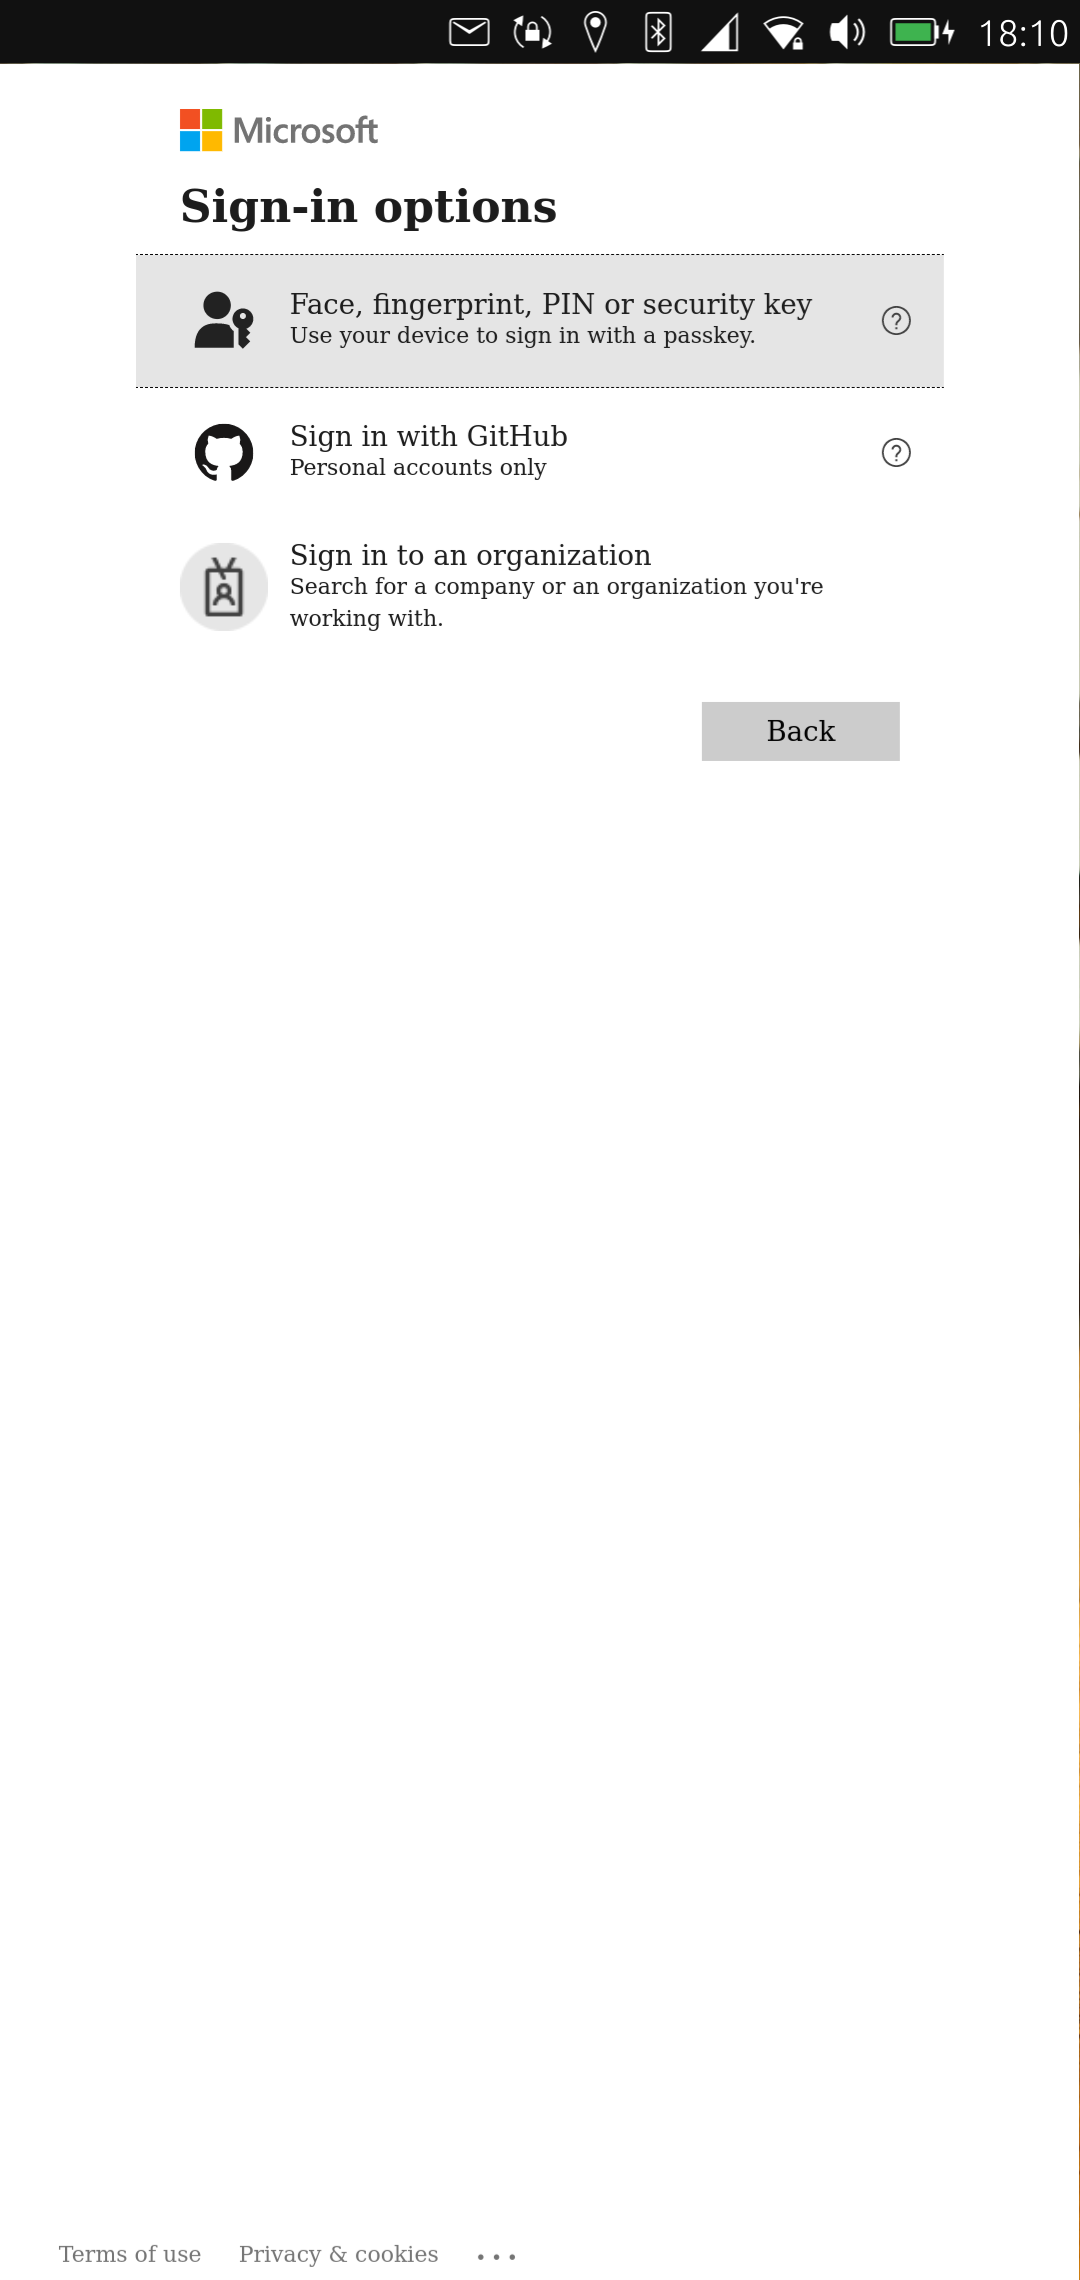 18:10
Microsoft
Sign-in options
Face, fingerprint, PIN or security key
Use your device to sign in with a passkey.
Sign in with GitHub
Personal accounts only
Sign in to an organization
Search for a company or an organization you're
working with.
Back
Terms of use Privacy & cookies ...